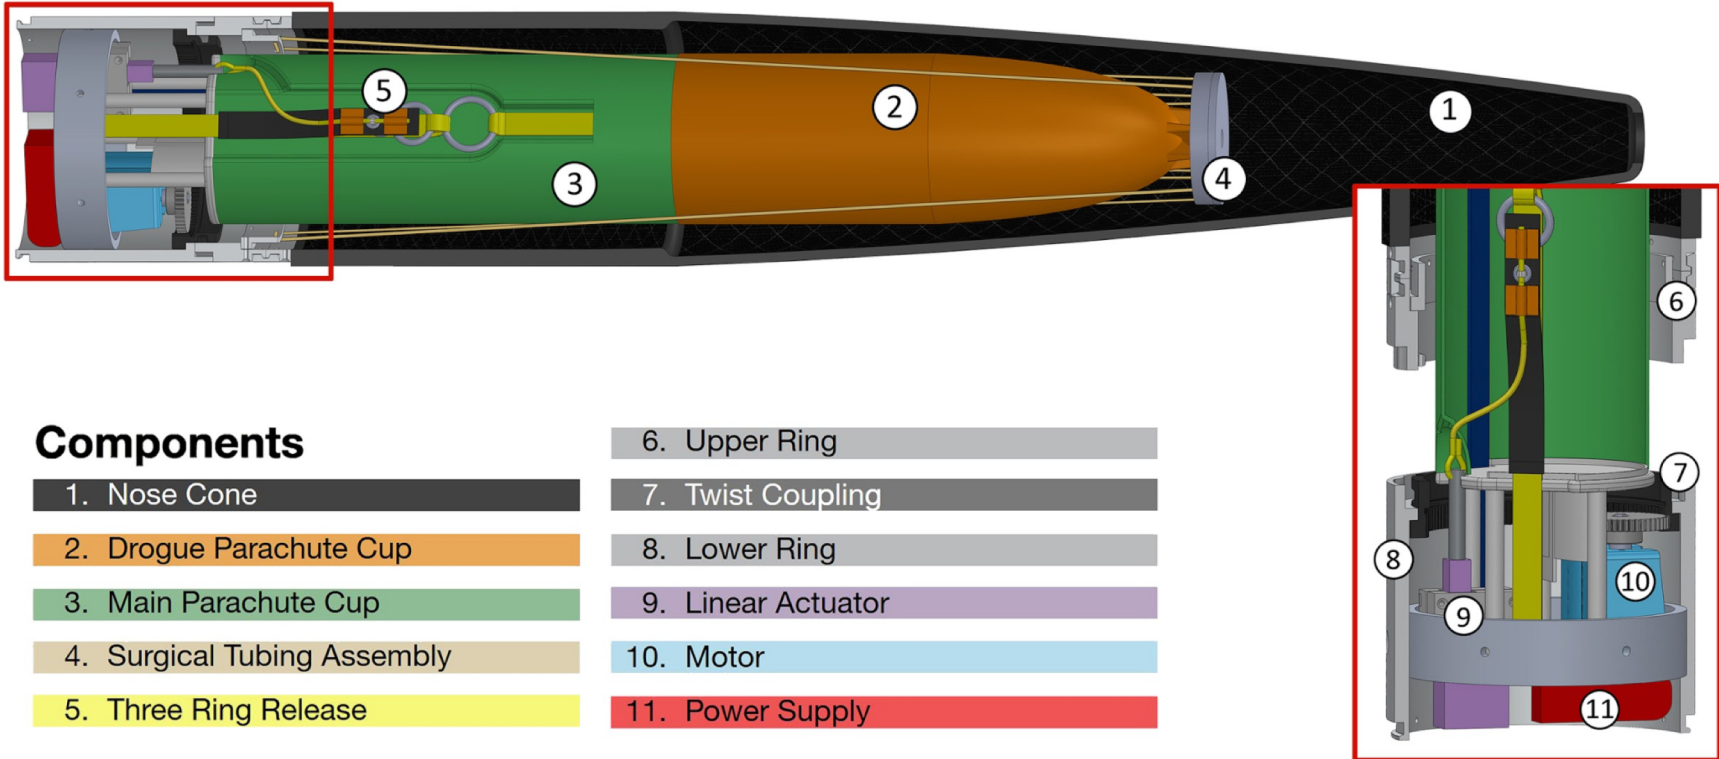 5
2
1
3
4
6
7
8
10
9
11
Components
1. Nose Cone
2. Drogue Parachute Cup
3. Main Parachute Cup
4. Surgical Tubing Assembly
5. Three Ring Release
6. Upper Ring
7. Twist Coupling
8. Lower Ring
9. Linear Actuator
10. Motor
11. Power Supply